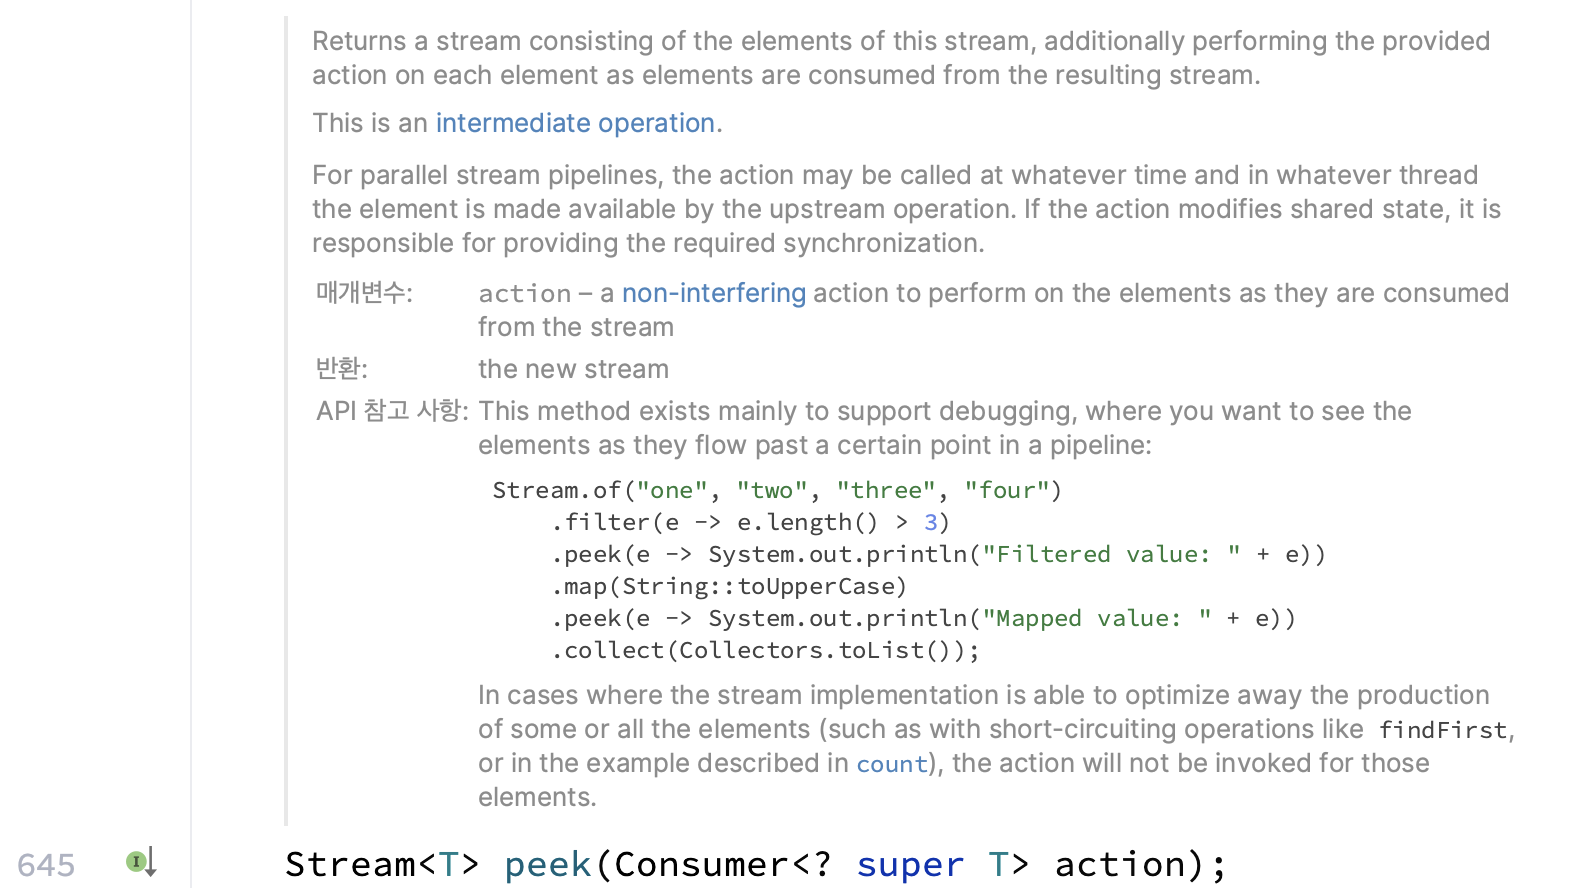 Returns a stream consisting of the elements of this stream, additionally performing the provided
action on each element as elements are consumed from the resulting stream.
This is an intermediate operation.
For parallel stream pipelines, the action may be called at whatever time and in whatever thread
the element is made available by the upstream operation. If the action modifies shared state, it is
responsible for providing the required synchronization.
매개변수: action – a non-interfering action to perform on the elements as they are consumed
from the stream
반환: the new stream
API 참고 사항: This method exists mainly to support debugging, where you want to see the
elements as they flow past a certain point in a pipeline:
Stream.of("one", "two", "three", "four")
.filter(e -> e.length() > 3)
.peek(e -> System.out.println("Filtered value: " + e))
.map(String::toUpperCase)
.peek(e -> System.out.println("Mapped value: " + e))
.collect(Collectors.toList());
In cases where the stream implementation is able to optimize away the production
of some or all the elements (such as with short-circuiting operations like findFirst,
or in the example described in count), the action will not be invoked for those
elements.
645 I Stream<T> peek(Consumer<? super T> action);